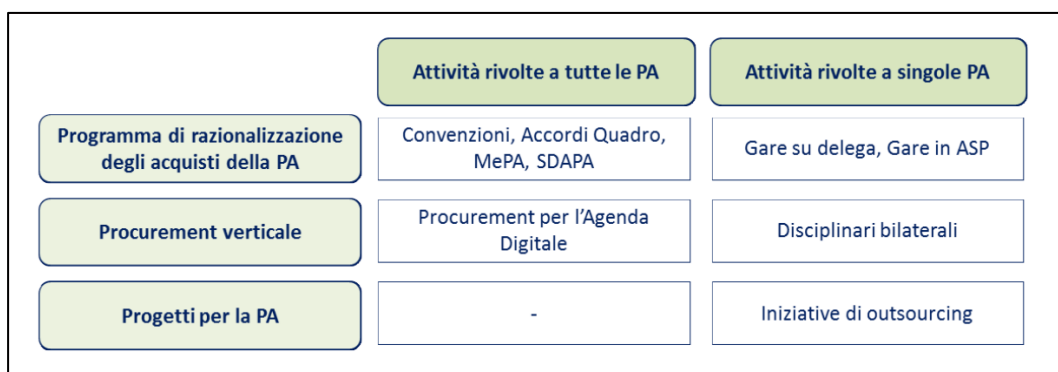 Attività rivolte a tutte le PA
Attività rivolte a singole PA
Programma di razionalizzazione
degli acquisti della PA
Convenzioni, Accordi Quadro,
MePA, SDAPA
Gare su delega, Gare in ASP
Procurement verticale
Procurement per l'Agenda
Digitale
Disciplinari bilaterali
Progetti per la PA
-
Iniziative di outsourcing